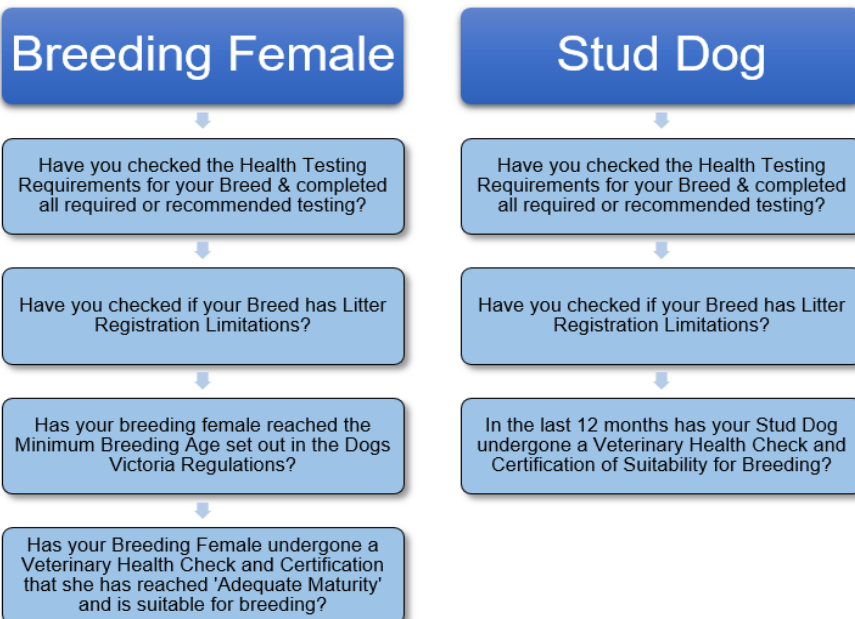 Breeding Female
Have you checked the Health Testing
Requirements for your Breed & completed
all required or recommended testing?
Have you checked if your Breed has Litter
Registration Limitations?
Has your breeding female reached the
Minimum Breeding Age set out in the Dogs
Victoria Regulations?
Has your Breeding Female undergone a
Veterinary Health Check and Certification
that she has reached 'Adequate Maturity'
and is suitable for breeding?
Stud Dog
Have you checked the Health Testing
Requirements for your Breed & completed
all required or recommended testing?
Have you checked if your Breed has Litter
Registration Limitations?
In the last 12 months has your Stud Dog
undergone a Veterinary Health Check and
Certification of Suitability for Breeding?